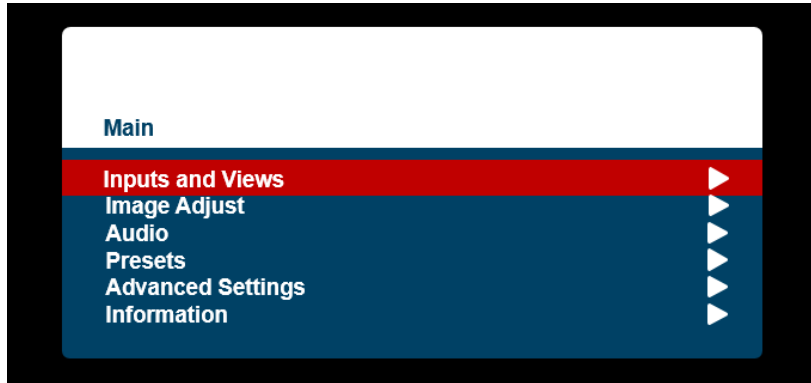 Main
Inputs and Views
Image Adjust
Audio
Presets
Advanced Settings
Information